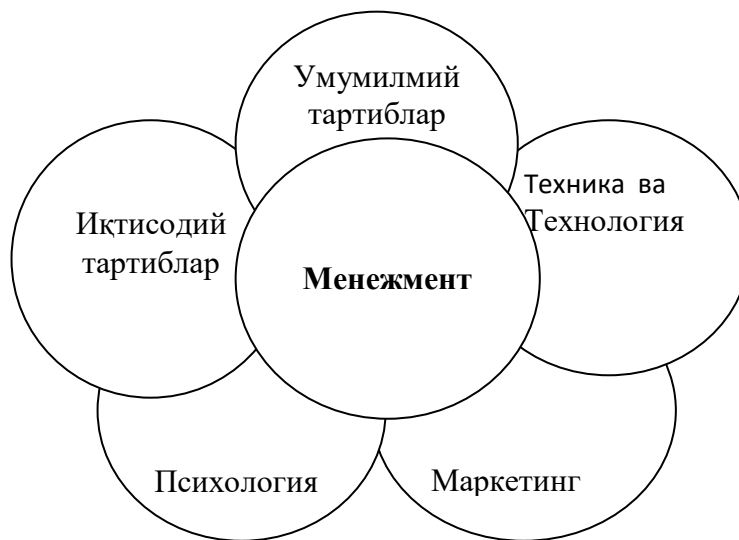 Умумилмий
тартиблар
Техника ва
Технология
Иқтисодий
тартиблар
Менежмент
Психология
Маркетинг